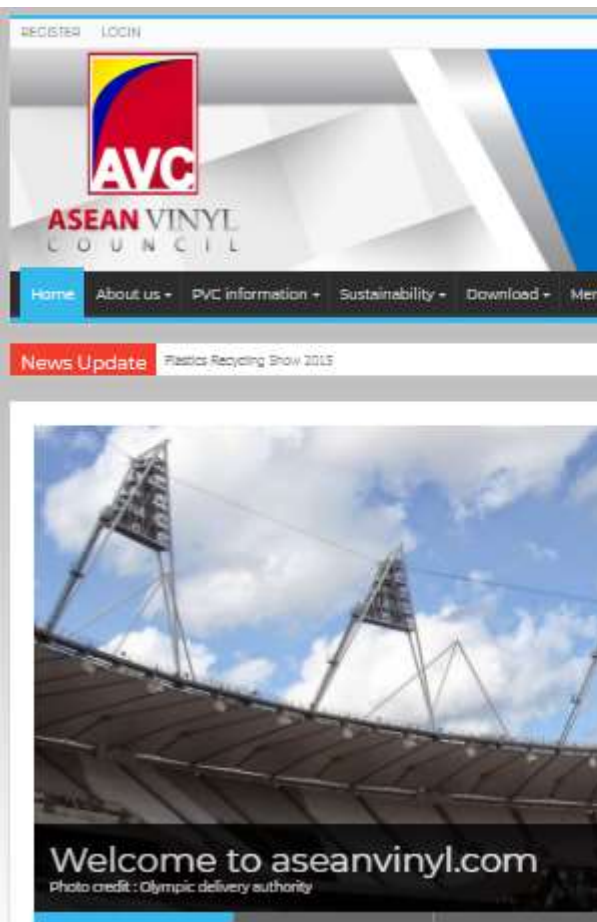 REGISTER LOGIN
AVC
ASEAN VINYL
COUNCIL
Home About us PVC information Sustainability Download
News Update Plastics Recycling Show 2015
Welcome to aseanvinyl.com
Photo credit : Olympic delivery authority